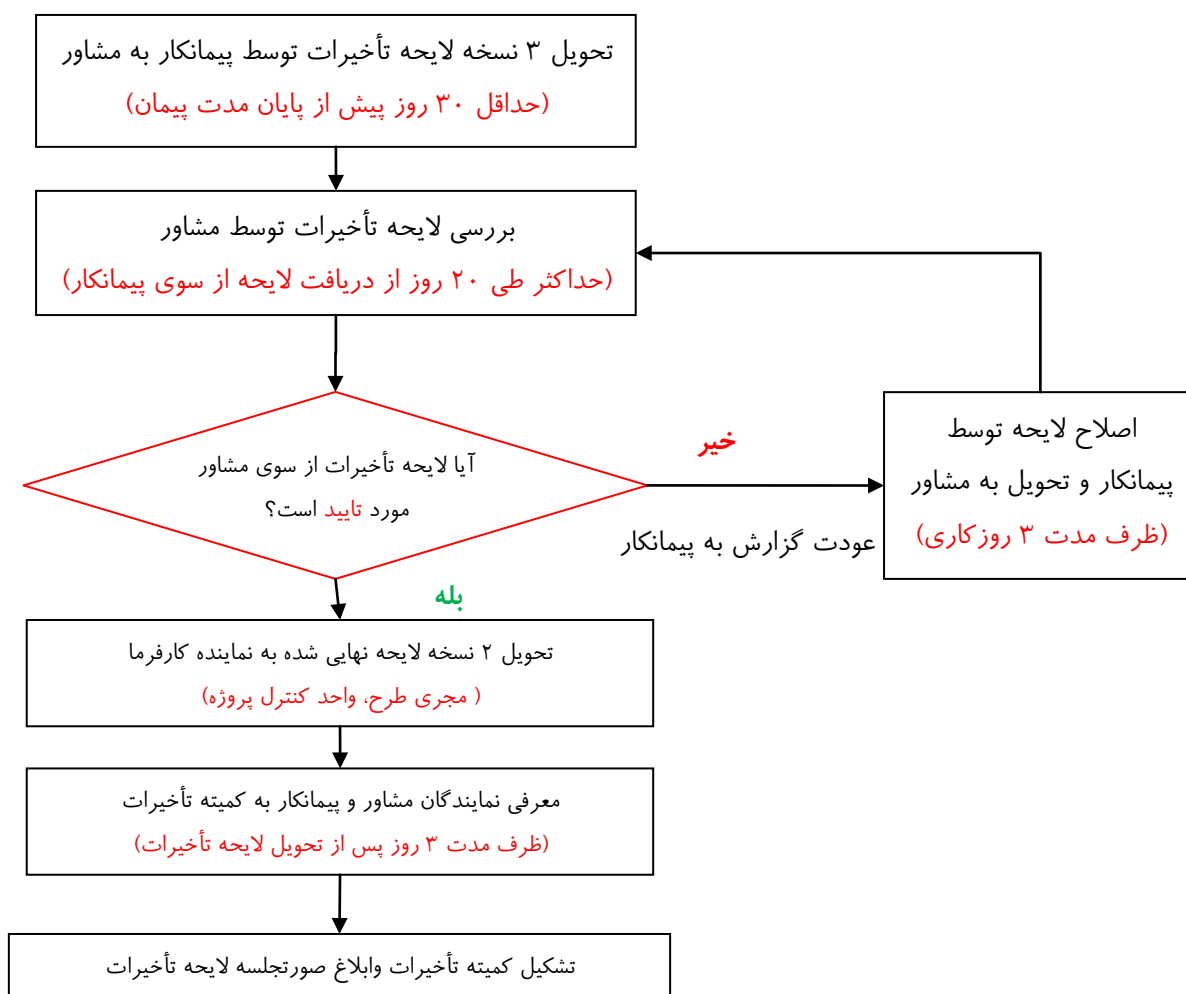 تحویل ۳ نسخه لایحه تأخیرات توسط پیمانکار به مشاور
(حداقل ۳۰ روز پیش از پایان مدت پیمان)
بررسی لایحه تأخیرات توسط مشاور
(حداکثر طی ۲۰ روز از دریافت لایحه از سوی پیمانکار)
آیا لایحه تأخیرات از سوی مشاور
مورد تایید است؟
خیر
عودت گزارش به پیمانکار
اصلاح لایحه توسط
پیمانکار و تحویل به مشاور
(ظرف مدت ۳ روزکاری)
بله
تحویل ۲ نسخه لایحه نهایی شده به نماینده کارفرما
( مجری طرح، واحد کنترل پروژه)
معرفی نمایندگان مشاور و پیمانکار به کمیته تأخیرات
(ظرف مدت ۳ روز پس از تحویل لایحه تأخیرات)
تشکیل کمیته تأخیرات وابلاغ صورتجلسه لایحه تأخیرات